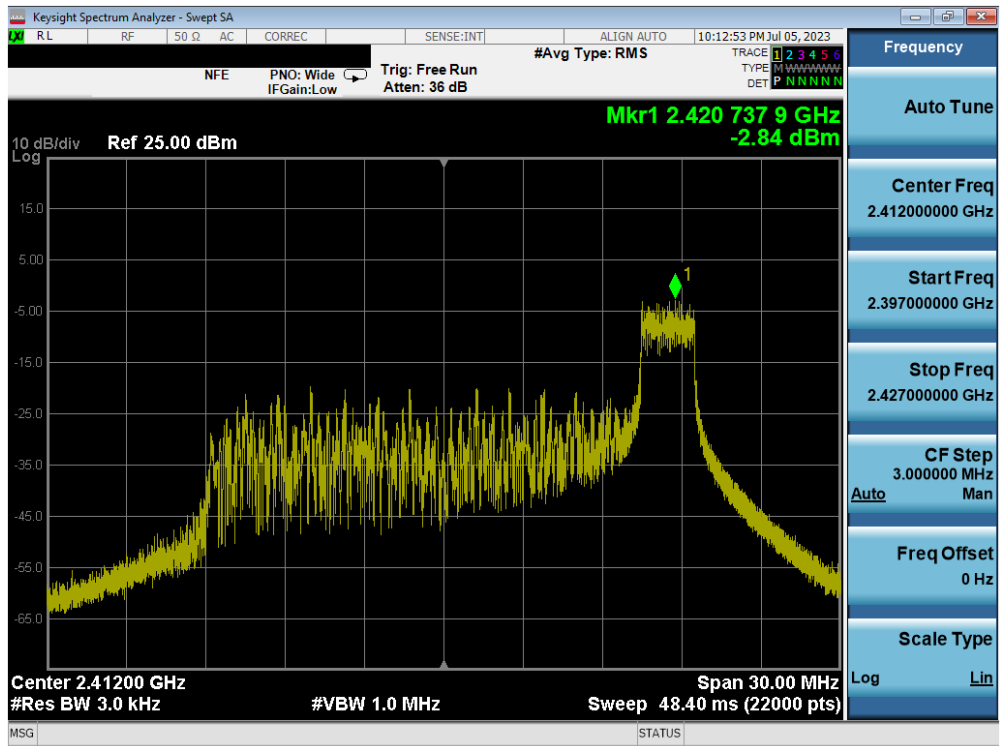 Keysight Spectrum Analyzer - Swept SA
LXI RL RF 50 Ω AC CORREC SENSE:INT ALIGN AUTO 10:12:53 PM Jul 05, 2023
#Avg Type: RMS TRACE 1 2 3 4 5 6
NFE PNO: Wide Trig: Free Run TYPE M WWWWW
IFGain:Low Atten: 36 dB DET P N N N N N
Mkr1 2.420 737 9 GHz
-2.84 dBm
10 dB/div Ref 25.00 dBm
Log
15.0
5.00
1
-5.00
-15.0
-25.0
-35.0
-45.0
-55.0
-65.0
Center 2.41200 GHz Span 30.00 MHz
#Res BW 3.0 kHz #VBW 1.0 MHz Sweep 48.40 ms (22000 pts)
MSG STATUS
Frequency
Auto Tune
Center Freq
2.412000000 GHz
Start Freq
2.397000000 GHz
Stop Freq
2.427000000 GHz
CF Step
3.000000 MHz
Auto Man
Freq Offset
0 Hz
Scale Type
Log Lin